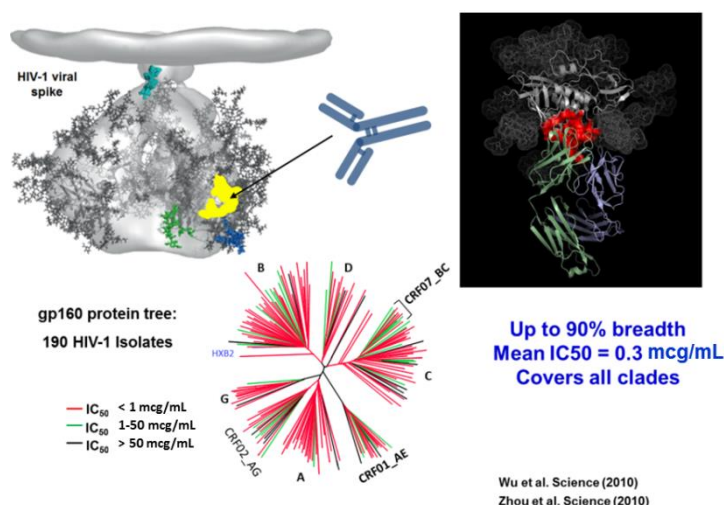 HIV-1 viral
spike
gp160 protein tree:
190 HIV-1 Isolates
B
D
CRF07_BC
HXB2
C
G
CRF02_AG
A
CRF01_AE
IC50 < 1 mcg/mL
IC50 1-50 mcg/mL
IC50 > 50 mcg/mL
Up to 90% breadth
Mean IC50 = 0.3 mcg/mL
Covers all clades
Wu et al. Science (2010)
Zhou et al. Science (2010)